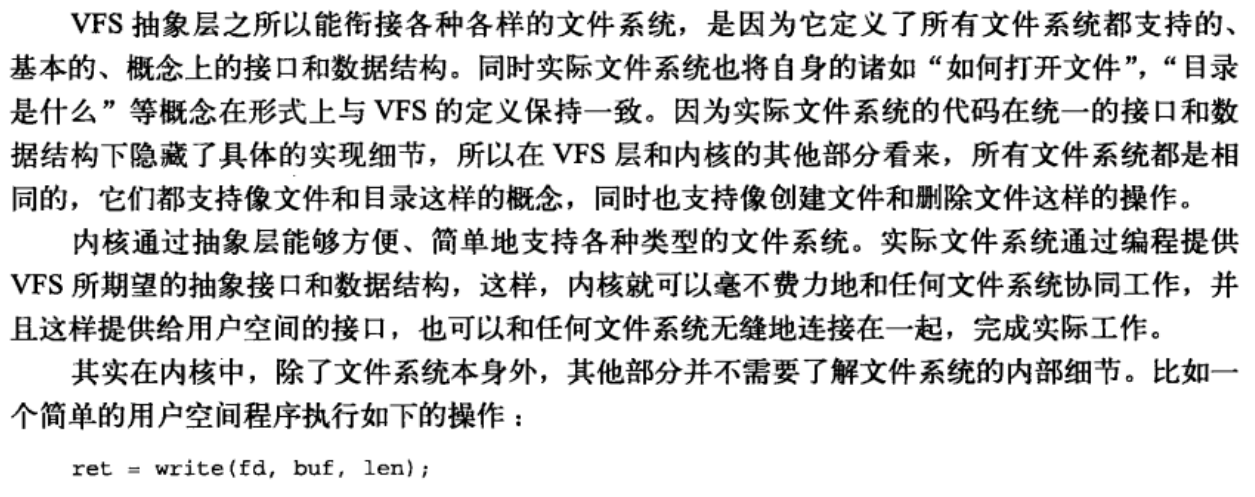 VFS 抽象层之所以能衔接各种各样的文件系统，是因为它定义了所有文件系统都支持的、
基本的、概念上的接口和数据结构。同时实际文件系统也将自身的诸如“如何打开文件”，“目录
是什么”等概念在形式上与 VFS 的定义保持一致。因为实际文件系统的代码在统一的接口和数
据结构下隐藏了具体的实现细节，所以在 VFS 层和内核的其他部分看来，所有文件系统都是相
同的，它们都支持像文件和目录这样的概念，同时也支持像创建文件和删除文件这样的操作。
内核通过抽象层能够方便、简单地支持各种类型的文件系统。实际文件系统通过编程提供
VFS 所期望的抽象接口和数据结构，这样，内核就可以毫不费力地和任何文件系统协同工作，并
且这样提供给用户空间的接口，也可以和任何文件系统无缝地连接在一起，完成实际工作。
其实在内核中，除了文件系统本身外，其他部分并不需要了解文件系统的内部细节。比如一
个简单的用户空间程序执行如下的操作：
ret = write(fd, buf, len);